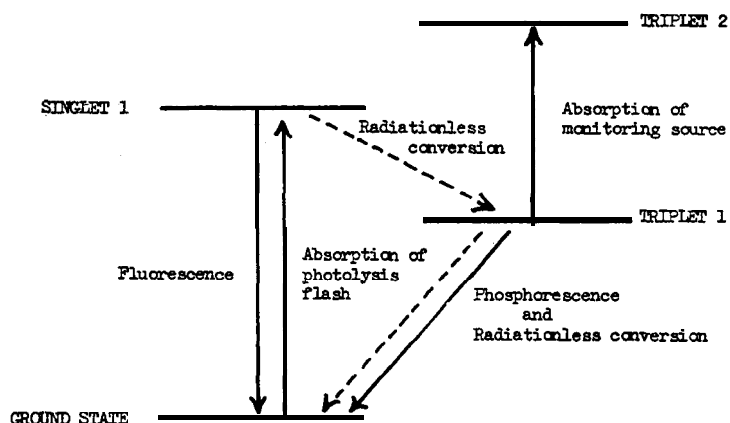 TRIPLET 2
SINGLET 1
Absorption of
monitoring source
Radiationless
conversion
TRIPLET 1
Fluorescence
Absorption of
photolysis
flash
Phosphorescence
and
Radiationless conversion
GROUND STATE